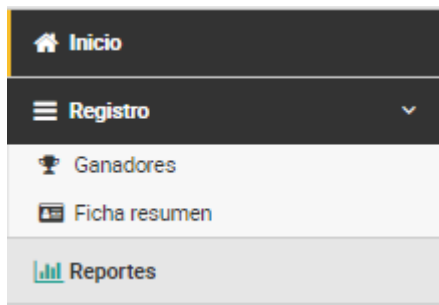 Inicio
Registro
Ganadores
Ficha resumen
Reportes